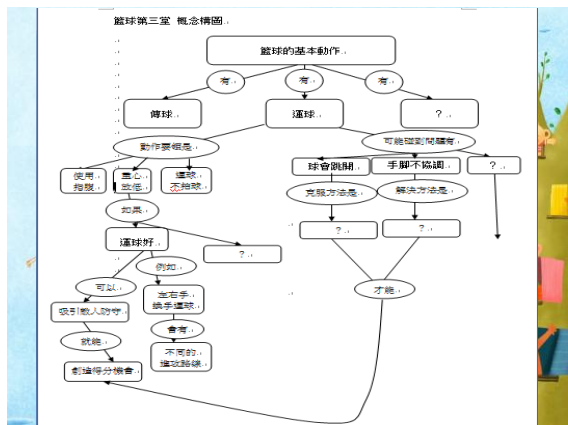 籃球第三堂 概念構圖
籃球的基本動作
有
有
有
傳球
運球
?
動作要領是
可能碰到問題有
使用
指腹
重心
放低
運球
不拍球
球會跳開
手腳不協調
?
如果
克服方法是
解決方法是
運球好
?
?
?
可以
例如
才能
吸引敵人防守
左右手
換手運球
就能
會有
創造得分機會
不同的
進攻路線